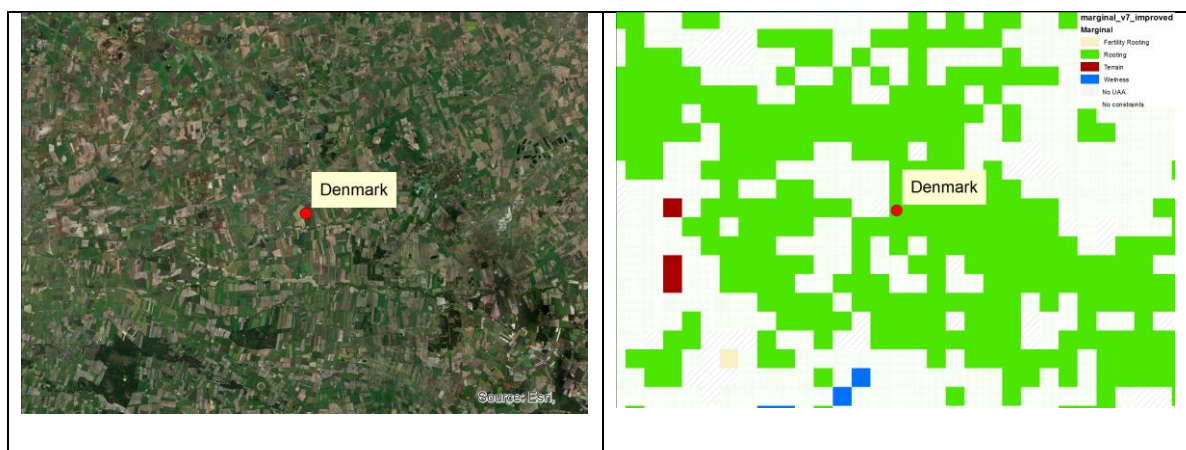 Denmark
Source: Esri,
marginal_v7_improved
Marginal
Fertility Rooting
Rooting
Terrain
Wetness
No UAA
No constraints
Denmark